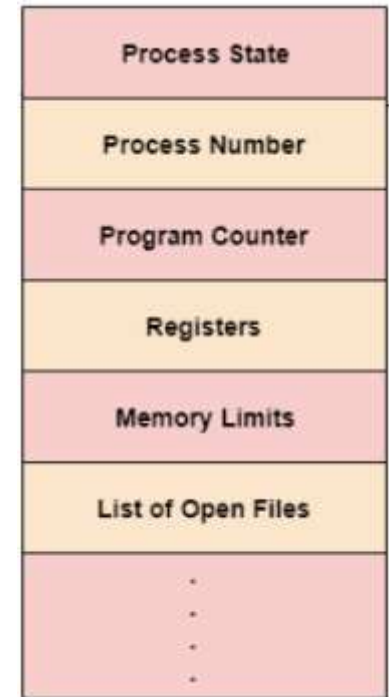 Process State
Process Number
Program Counter
Registers
Memory Limits
List of Open Files
.
.
.
.